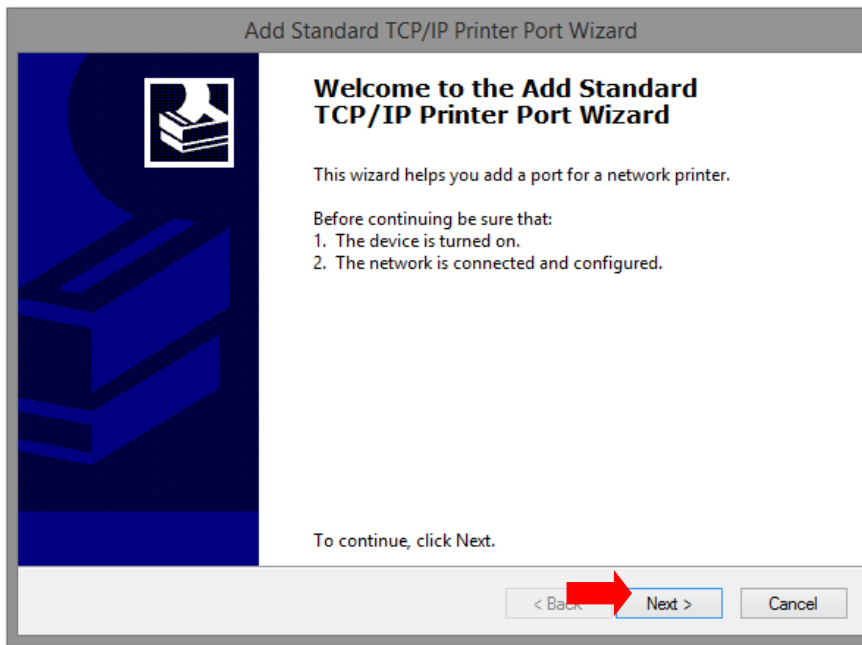 Add Standard TCP/IP Printer Port Wizard
Welcome to the Add Standard
TCP/IP Printer Port Wizard
This wizard helps you add a port for a network printer.
Before continuing be sure that:
1. The device is turned on.
2. The network is connected and configured.
To continue, click Next.
< Back Next > Cancel